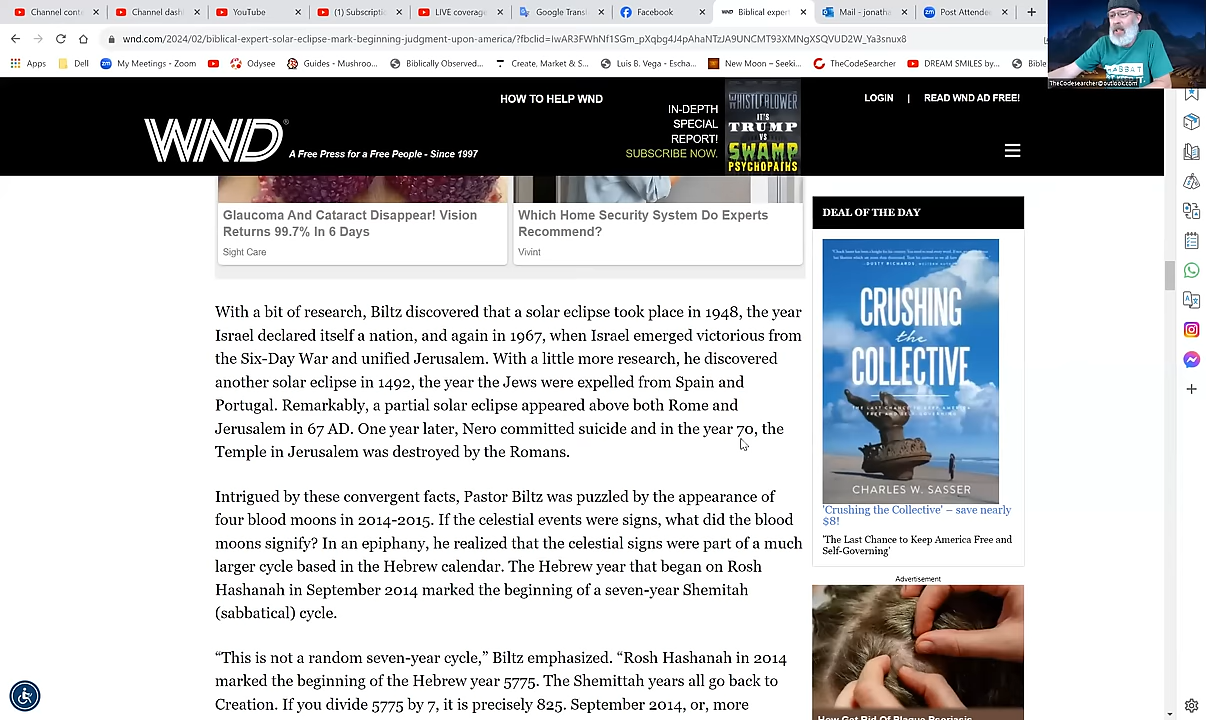 Channel conte
Channel dash
YouTube
(1) Subscripti
LIVE coverage
Google Trans
Facebook
WND Biblical exper
Mail - jonatha
zm Post Attende
wnd.com/2024/02/biblical-expert-solar-eclipse-mark-beginning-judgment-upon-america/?fbclid=iwAR3FWhNf1SGm_pXqbg4J4pAhaNTzJA9UNCMT93XMNgXSQVUD2W_Ya3snux8
Apps
Dell
zm My Meetings - Zoom
Odysee
Guides - Mushroo...
Biblically Observed...
Create, Market & S...
Luis B. Vega - Escha...
New Moon – Seeki...
TheCodeSearcher
DREAM SMILES by...
Bible
TheCodesearcher@outlook.com
HOW TO HELP WND
IN-DEPTH
SPECIAL
REPORT!
SUBSCRIBE NOW.
WHISTLEBLOWER
IT'S
TRUMP
VS
SWAMP
PSYCHOPATHS
LOGIN | READ WND AD FREE!
WND®
A Free Press for a Free People - Since 1997
Glaucoma And Cataract Disappear! Vision
Returns 99.7% In 6 Days
Sight Care
Which Home Security System Do Experts
Recommend?
Vivint
With a bit of research, Biltz discovered that a solar eclipse took place in 1948, the year
Israel declared itself a nation, and again in 1967, when Israel emerged victorious from
the Six-Day War and unified Jerusalem. With a little more research, he discovered
another solar eclipse in 1492, the year the Jews were expelled from Spain and
Portugal. Remarkably, a partial solar eclipse appeared above both Rome and
Jerusalem in 67 AD. One year later, Nero committed suicide and in the year 70, the
Temple in Jerusalem was destroyed by the Romans.
Intrigued by these convergent facts, Pastor Biltz was puzzled by the appearance of
four blood moons in 2014-2015. If the celestial events were signs, what did the blood
moons signify? In an epiphany, he realized that the celestial signs were part of a much
larger cycle based in the Hebrew calendar. The Hebrew year that began on Rosh
Hashanah in September 2014 marked the beginning of a seven-year Shemitah
(sabbatical) cycle.
“This is not a random seven-year cycle,” Biltz emphasized. “Rosh Hashanah in 2014
marked the beginning of the Hebrew year 5775. The Shemittah years all go back to
Creation. If you divide 5775 by 7, it is precisely 825. September 2014, or, more
DEAL OF THE DAY
CRUSHING
the
COLLECTIVE
THE LAST CHANCE TO KEEP AMERICA
FREE AND SELF-GOVERNING
CHARLES W. SASSER
'Crushing the Collective' – save nearly
$8!
'The Last Chance to Keep America Free and
Self-Governing'
Advertisement
How Get Rid Of Plaque Psoriasis